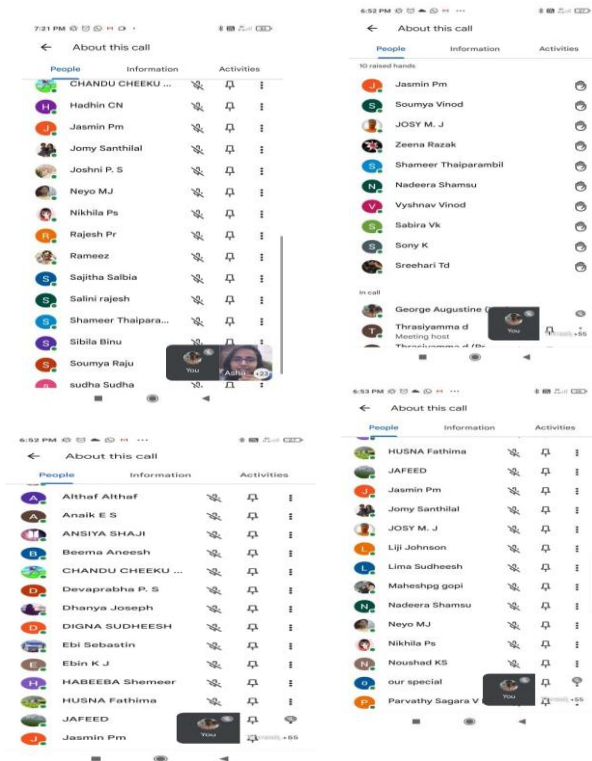 7:21 PM
About this call
People Information Activities
CHANDU CHEEKU ...
H Hadhin CN
J Jasmin Pm
Jomy Santhilal
Joshni P. S
Neyo MJ
Nikhila Ps
R Rajesh Pr
Rameez
S Sajitha Salbia
S Salini rajesh
S Shameer Thaipara...
S Sibila Binu
S Soumya Raju
S sudha Sudha
You Asha +23
6:52 PM
About this call
People Information Activities
10 raised hands
J Jasmin Pm
S Soumya Vinod
JOSY M. J
Zeena Razak
S Shameer Thaiparambil
N Nadeera Shamsu
V Vyshnav Vinod
S Sabira Vk
S Sony K
Sreehari Td
In call
George Augustine
T Thrasiyamma d
Meeting host
Thrasiyamma d
You +55
6:52 PM
About this call
People Information Activities
A Althaf Althaf
A Anaik E S
ANSIYA SHAJI
B Beema Aneesh
CHANDU CHEEKU ...
D Devaprabha P. S
Dhanya Joseph
D DIGNA SUDHEESH
Ebi Sebastin
E Ebin K J
H HABEEBA Shemeer
HUSNA Fathima
JAFEED
J Jasmin Pm
You +55
6:53 PM
About this call
People Information Activities
HUSNA Fathima
JAFEED
J Jasmin Pm
Jomy Santhilal
JOSY M. J
L Liji Johnson
L Lima Sudheesh
Maheshpg gopi
N Nadeera Shamsu
Neyo MJ
Nikhila Ps
N Noushad KS
o our special
P Parvathy Sagara V
You +55